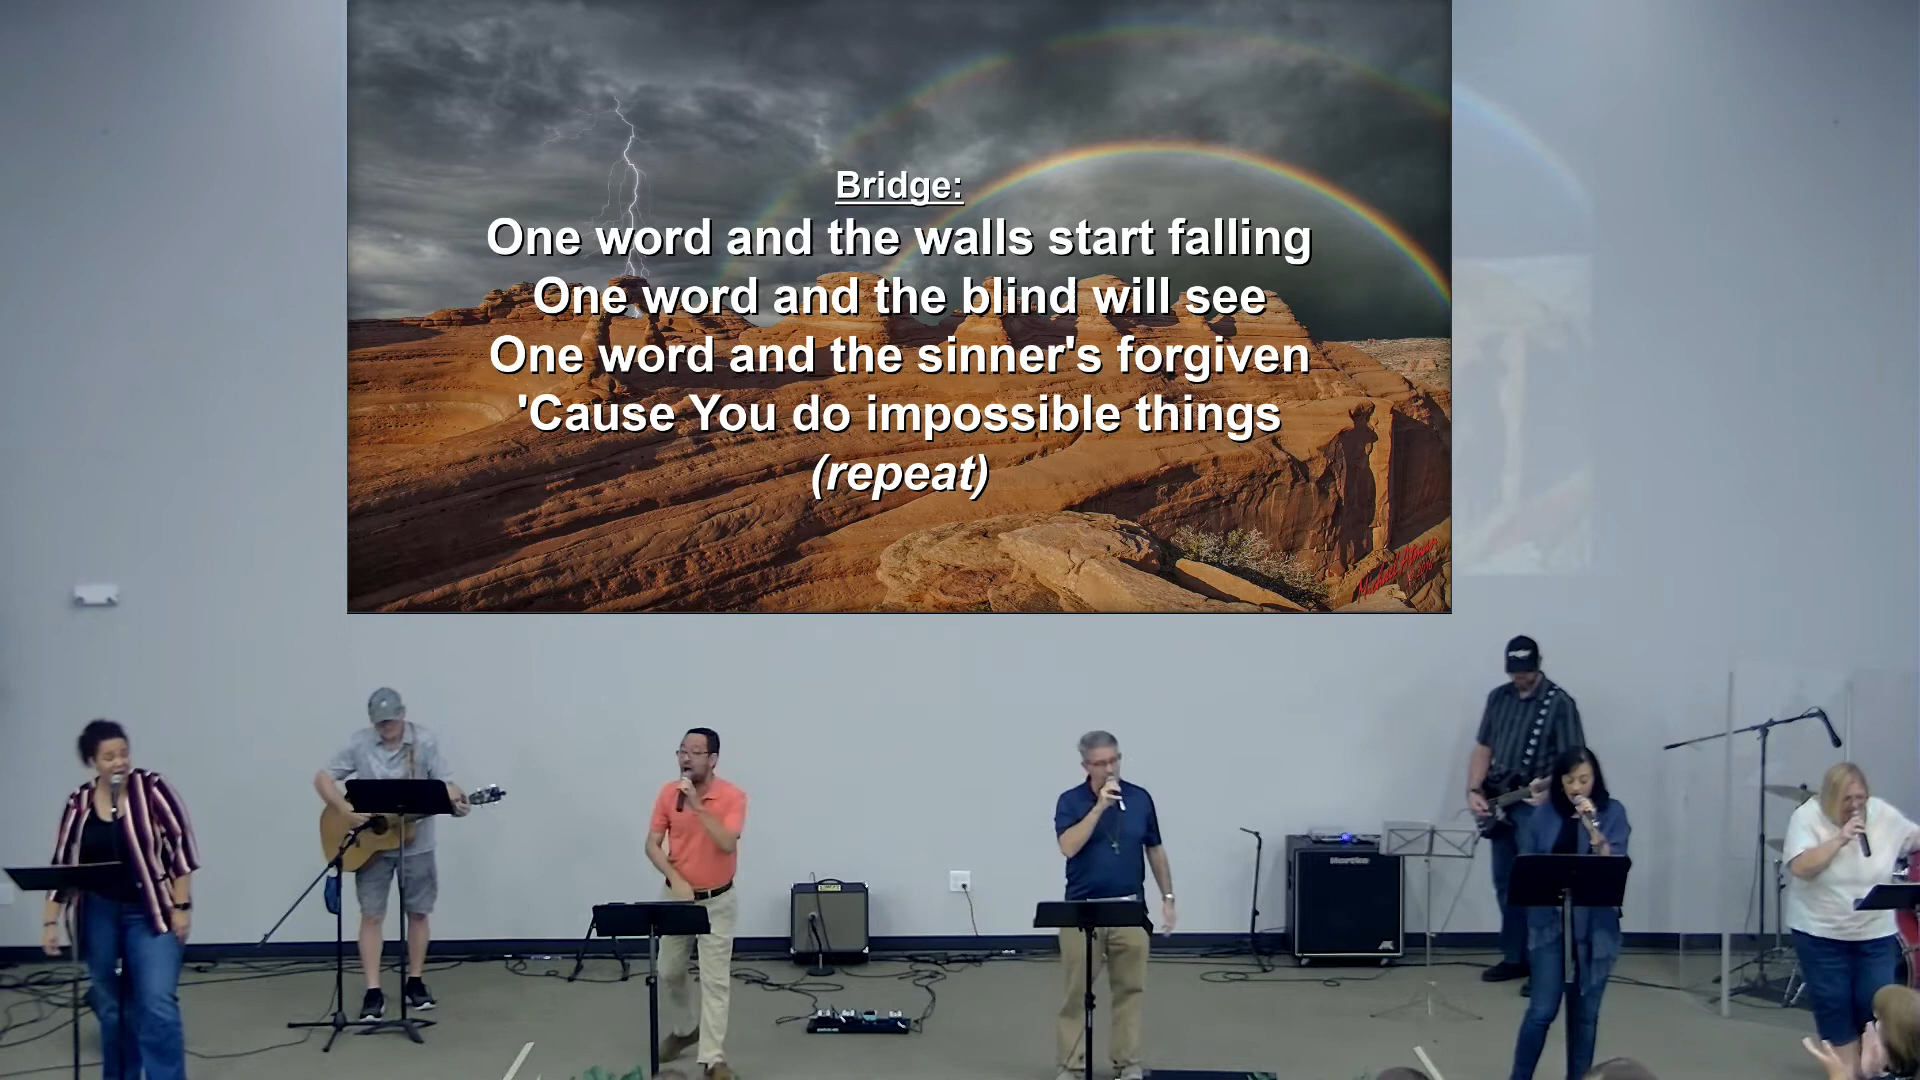 Bridge:
One word and the walls start falling
One word and the blind will see
One word and the sinner's forgiven
'Cause You do impossible things
(repeat)
Hartke